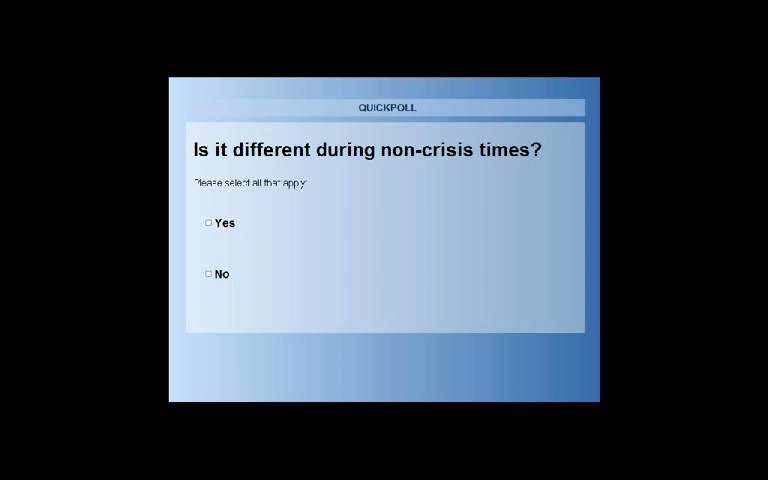 QUICKPOLL
Is it different during non-crisis times?
Please select all that apply:
Yes
No